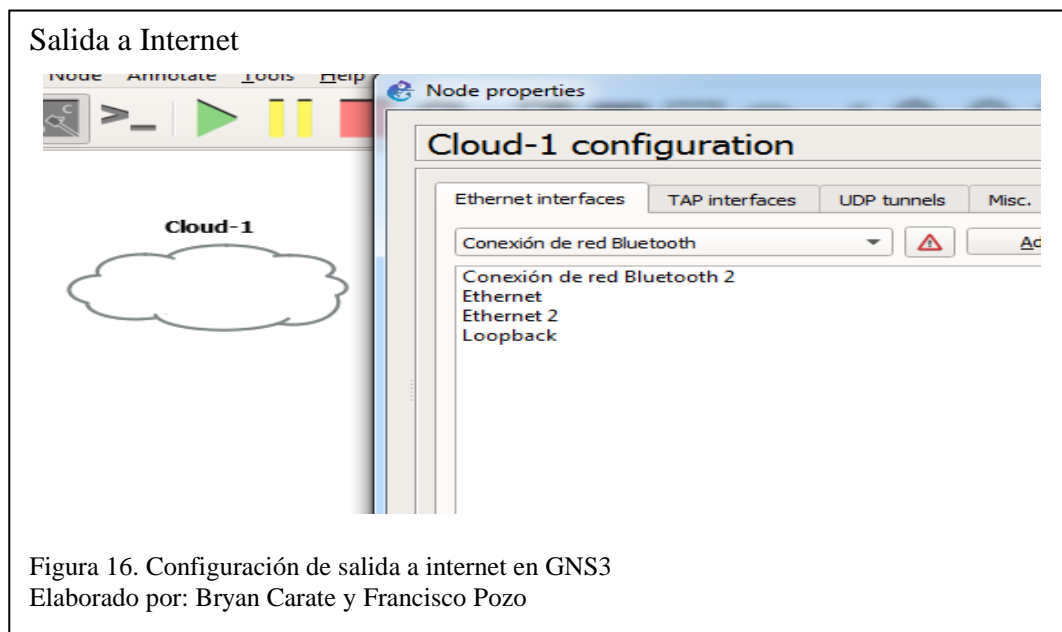 Salida a Internet
Node Annotate Tools Help
Node properties
Cloud-1 configuration
Ethernet interfaces TAP interfaces UDP tunnels Misc.
Cloud-1
Conexión de red Bluetooth
Conexión de red Bluetooth 2
Ethernet
Ethernet 2
Loopback
Figura 16. Configuración de salida a internet en GNS3
Elaborado por: Bryan Carate y Francisco Pozo